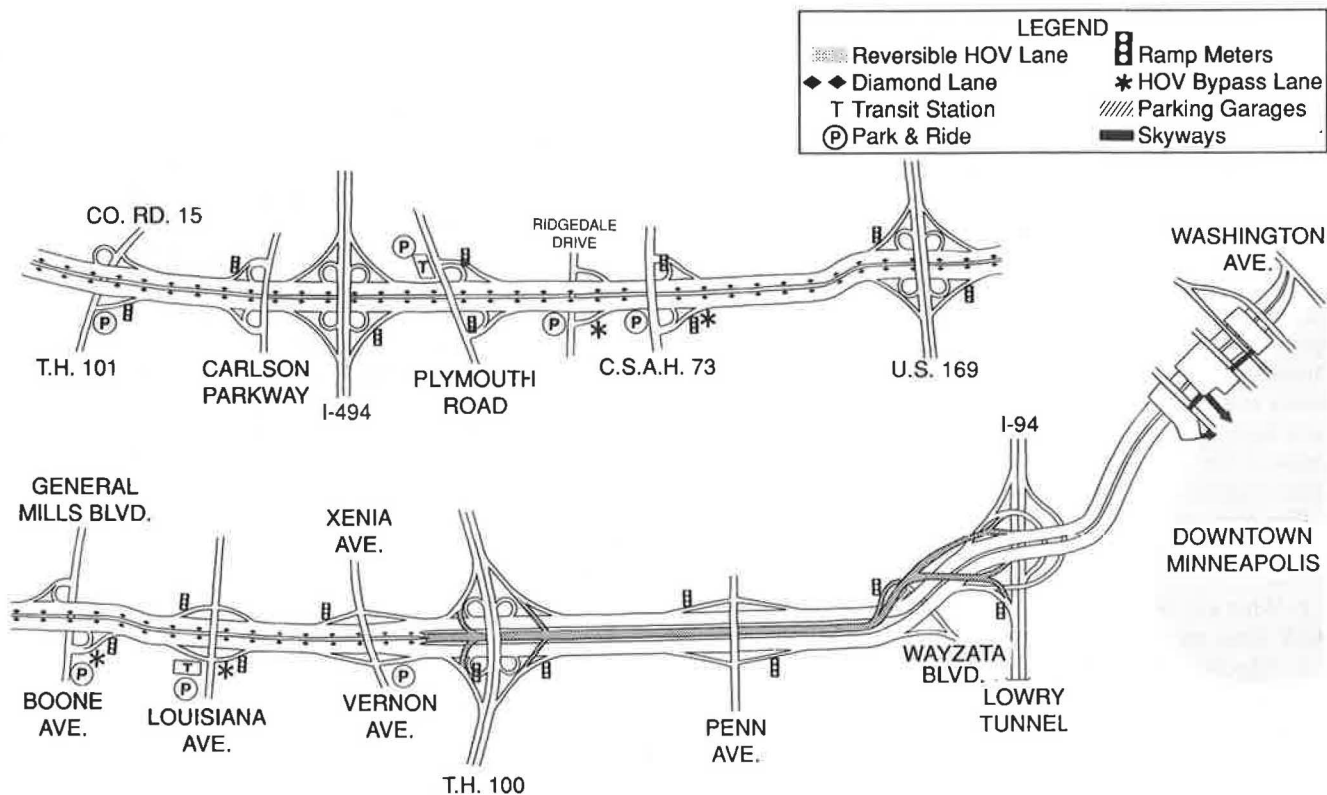 LEGEND
Reversible HOV Lane
Ramp Meters
Diamond Lane
HOV Bypass Lane
T Transit Station
Parking Garages
P Park & Ride
Skyways
CO. RD. 15
RIDGEDALE
DRIVE
WASHINGTON
AVE.
P
T
P
P
P
T.H. 101
CARLSON
PARKWAY
I-494
PLYMOUTH
ROAD
C.S.A.H. 73
U.S. 169
I-94
GENERAL
MILLS BLVD.
XENIA
AVE.
DOWNTOWN
MINNEAPOLIS
T
P
P
P
BOONE
AVE.
LOUISIANA
AVE.
VERNON
AVE.
T.H. 100
PENN
AVE.
WAYZATA
BLVD.
LOWRY
TUNNEL